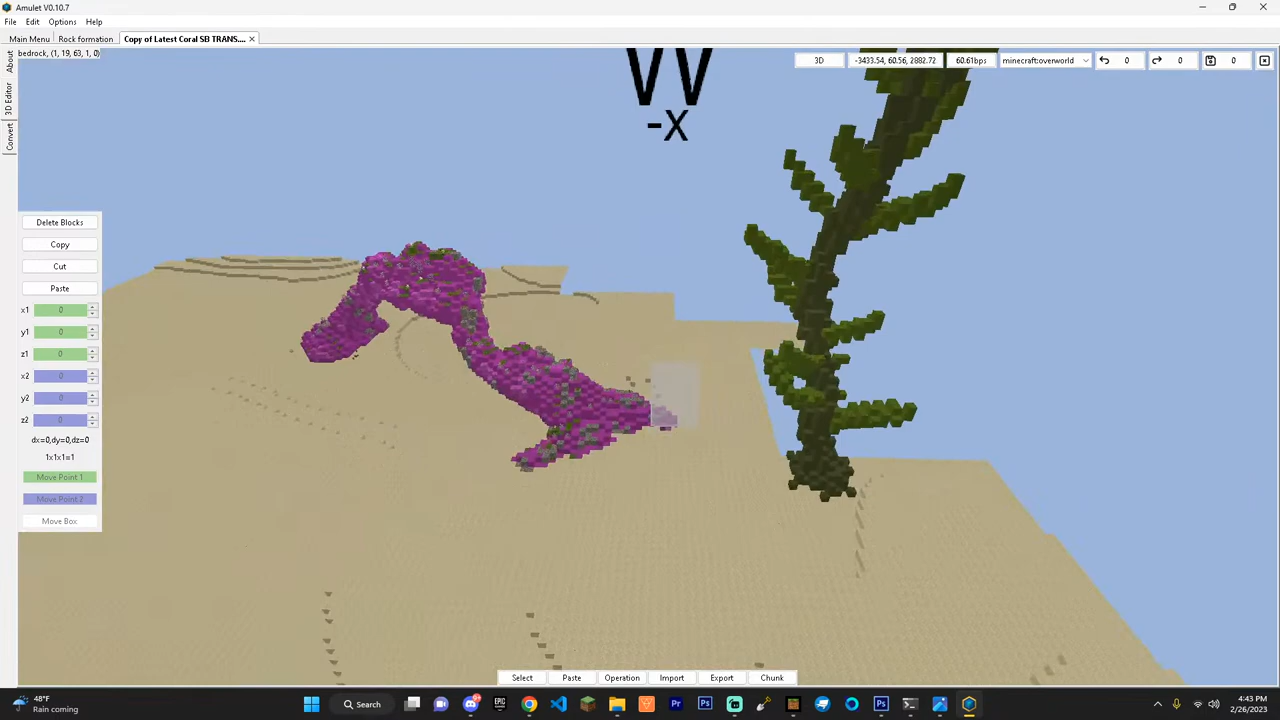 Amulet V0.10.7
File Edit Options Help
Main Menu Rock formation Copy of Latest Coral SB TRANS....
bedrock, (1, 19, 63, 1, 0)
3D -3433.54, 60.56, 2882.72 60.61bps minecraft:overworld 0 0 0
About
3D Editor
Convert
-X
Delete Blocks
Copy
Cut
Paste
x1 0
y1 0
z1 0
x2 0
y2 0
z2 0
dx=0,dy=0,dz=0
1x1x1=1
Move Point 1
Move Point 2
Move Box
Select Paste Operation Import Export Chunk
48°F
Rain coming
Search
4:43 PM
2/26/2023